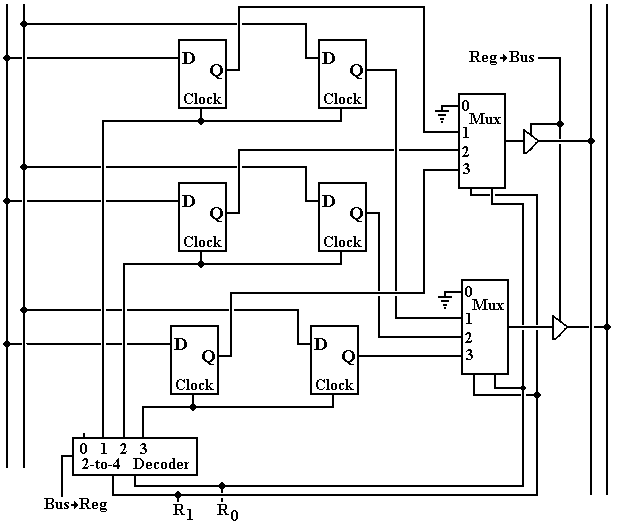 D Q Clock
D Q Clock
Reg→Bus
0 Mux
1
2
3
D Q Clock
D Q Clock
0 Mux
1
2
3
D Q Clock
D Q Clock
0 1 2 3
2-to-4 Decoder
Bus→Reg
R1 R0